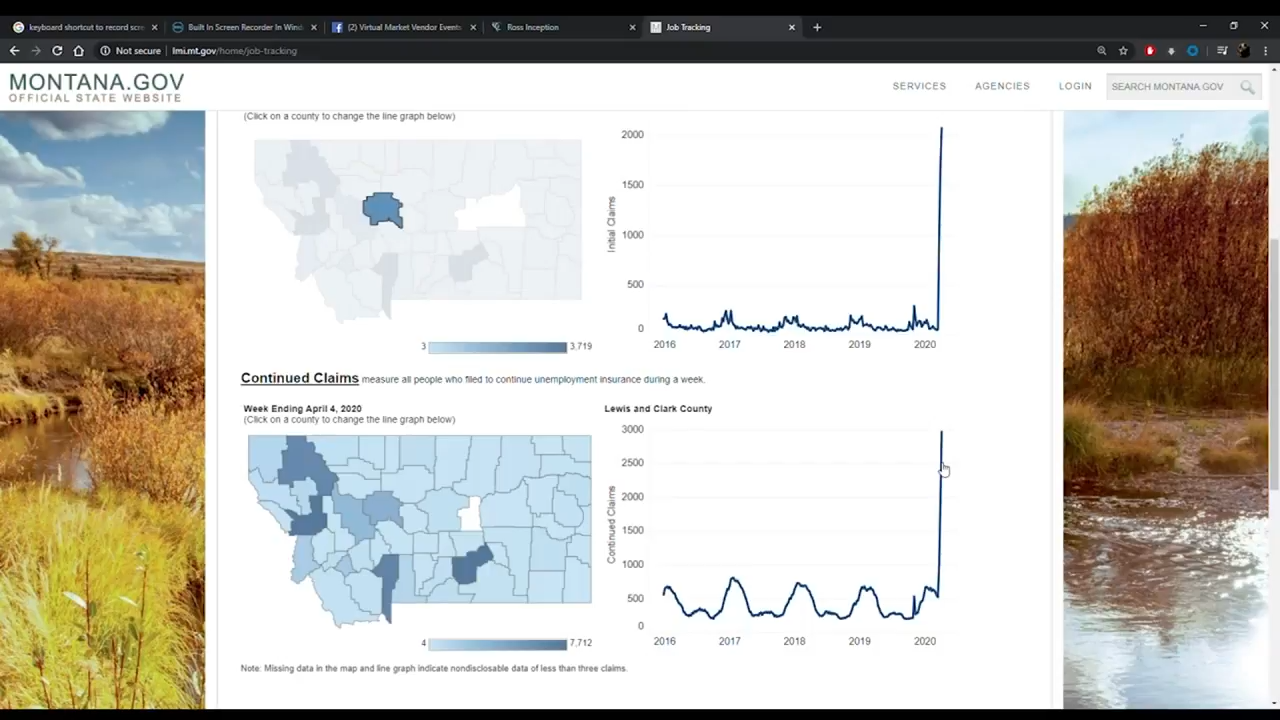 keyboard shortcut to record scre
Built In Screen Recorder In Wind
(2) Virtual Market Vendor Events
Ross Inception
Job Tracking
Not secure
lmi.mt.gov/home/job-tracking
MONTANA.GOV
OFFICIAL STATE WEBSITE
SERVICES
AGENCIES
LOGIN
SEARCH MONTANA.GOV
(Click on a county to change the line graph below)
2000
1500
1000
500
0
Initial Claims
2016 2017 2018 2019 2020
3 3,719
Continued Claims measure all people who filed to continue unemployment insurance during a week.
Week Ending April 4, 2020
(Click on a county to change the line graph below)
4 7,712
Lewis and Clark County
3000
2500
2000
1500
1000
500
0
Continued Claims
2016 2017 2018 2019 2020
Note: Missing data in the map and line graph indicate nondisclosable data of less than three claims.